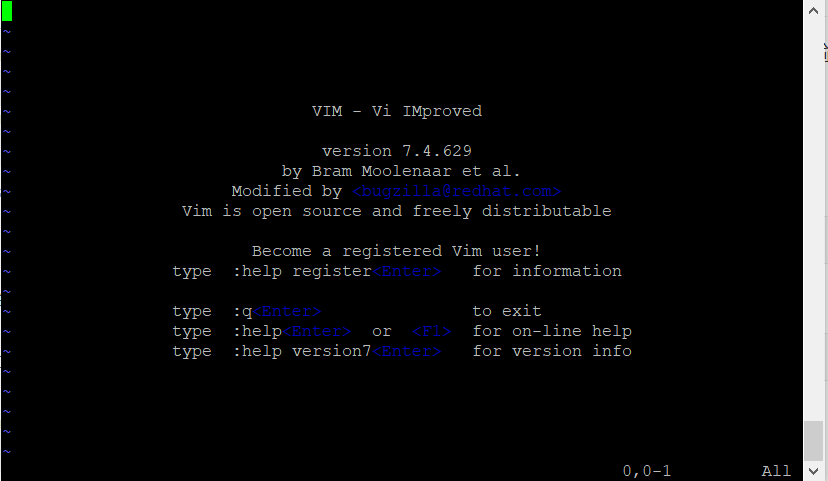 ~
~
~
~
~ VIM - Vi IMproved
~
~ version 7.4.629
~ by Bram Moolenaar et al.
~ Modified by <bugzilla@redhat.com>
~ Vim is open source and freely distributable
~
~ Become a registered Vim user!
~ type :help register<Enter> for information
~
~ type :q<Enter> to exit
~ type :help<Enter> or <F1> for on-line help
~ type :help version7<Enter> for version info
~
~
~
~
~
0,0-1 All